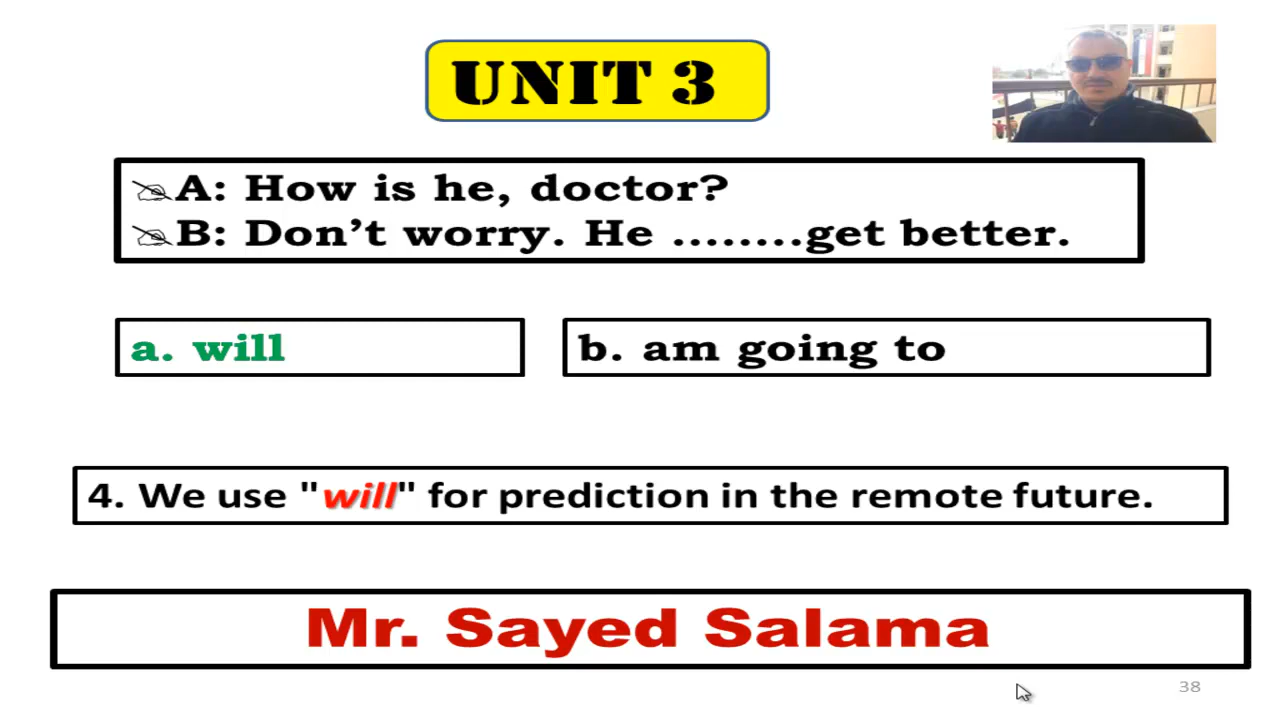 UNIT 3
A: How is he, doctor?
B: Don’t worry. He ........get better.
a. will
b. am going to
4. We use "will" for prediction in the remote future.
Mr. Sayed Salama
38